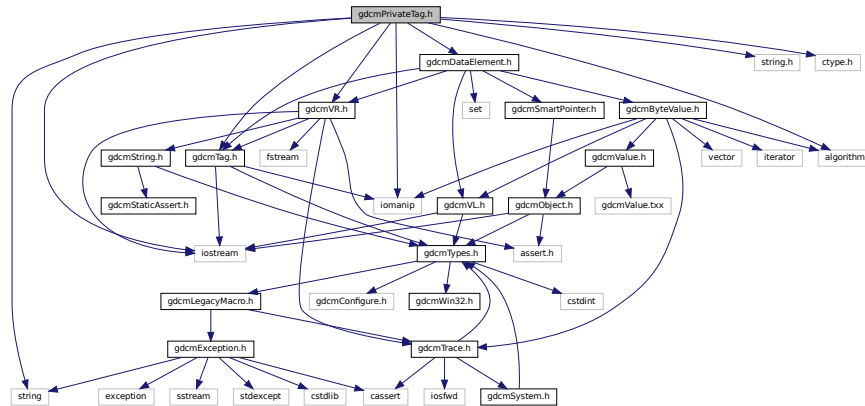 gdcmPrivateTag.h
gdcmDataElement.h
string.h
ctype.h
gdcmVR.h
set
gdcmSmartPointer.h
gdcmByteValue.h
gdcmString.h
gdcmTag.h
fstream
gdcmValue.h
vector
iterator
algorithm
gdcmStaticAssert.h
iomanip
gdcmVL.h
gdcmObject.h
gdcmValue.txx
iostream
gdcmTypes.h
assert.h
gdcmLegacyMacro.h
gdcmConfigure.h
gdcmWin32.h
cstdint
gdcmException.h
gdcmTrace.h
string
exception
sstream
stdexcept
cstdlib
cassert
iosfwd
gdcmSystem.h